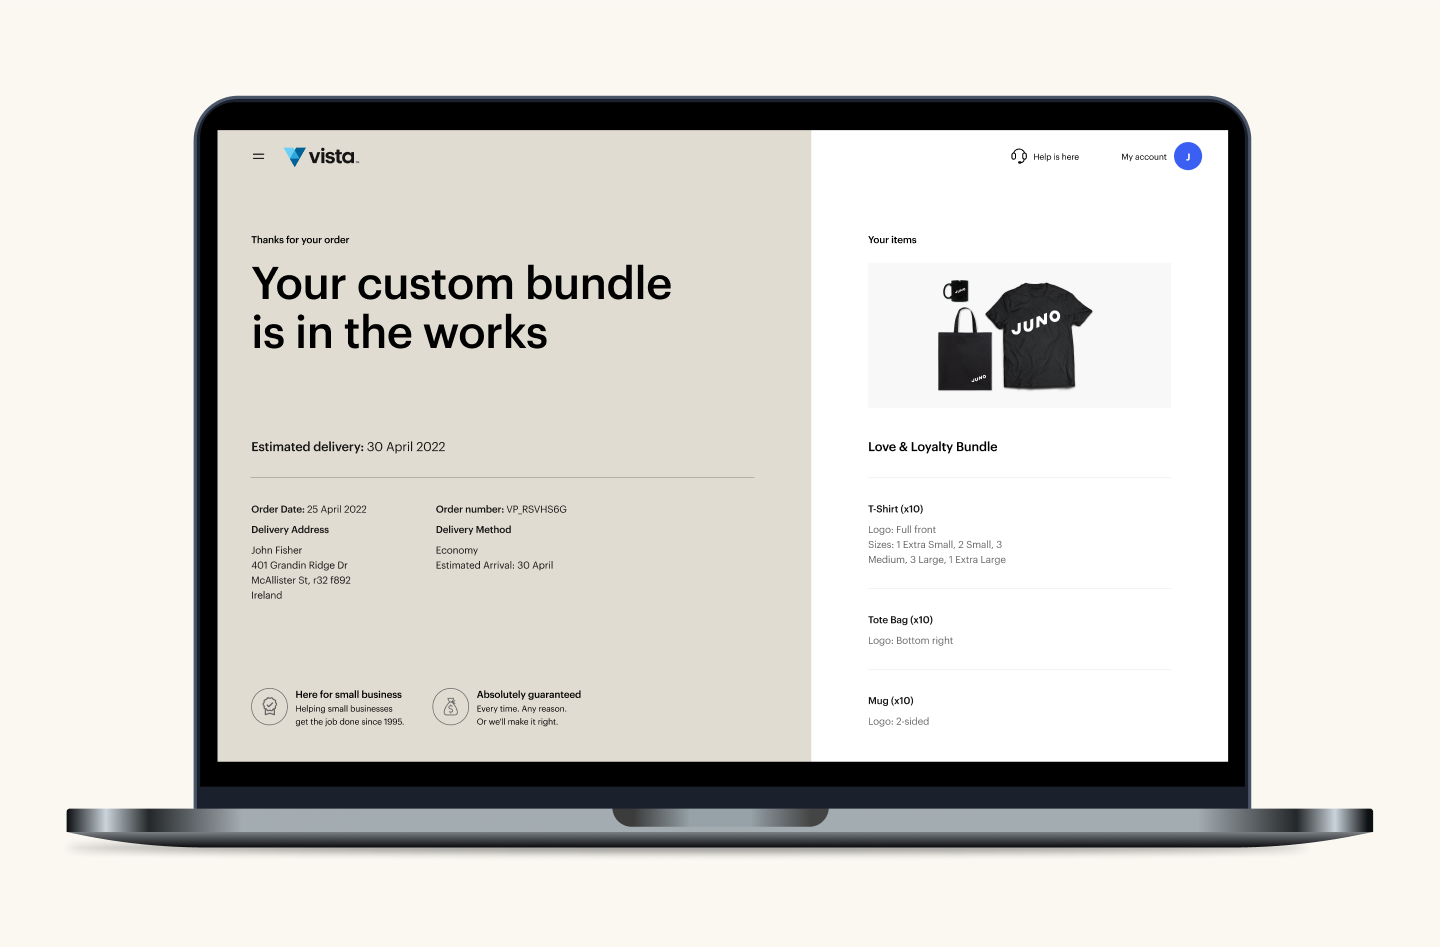 vista
Help is here
My account
J
Thanks for your order
Your custom bundle
is in the works
Estimated delivery: 30 April 2022
Order Date: 25 April 2022
Delivery Address
John Fisher
401 Grandin Ridge Dr
McAllister St, r32 f892
Ireland
Order number: VP_RSVHS6G
Delivery Method
Economy
Estimated Arrival: 30 April
Here for small business
Helping small businesses
get the job done since 1995.
Absolutely guaranteed
Every time. Any reason.
Or we'll make it right.
Your items
JUNO
JUNO
JUNO
Love & Loyalty Bundle
T-Shirt (x10)
Logo: Full front
Sizes: 1 Extra Small, 2 Small, 3
Medium, 3 Large, 1 Extra Large
Tote Bag (x10)
Logo: Bottom right
Mug (x10)
Logo: 2-sided